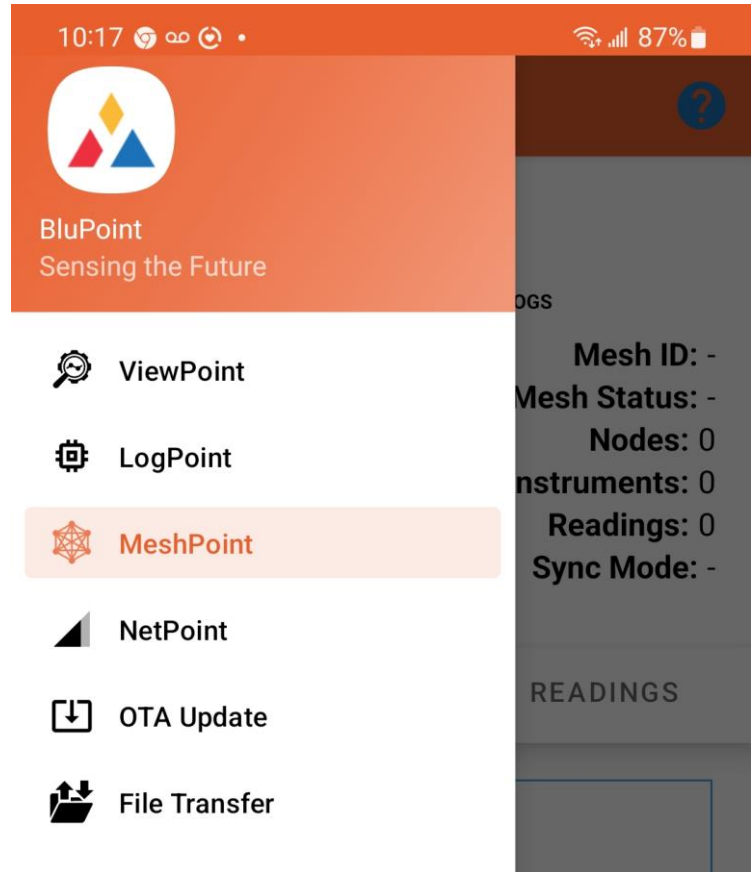 10:17
87%
BluPoint
Sensing the Future
OGS
ViewPoint
Mesh ID: -
Mesh Status: -
LogPoint
Nodes: 0
nstruments: 0
MeshPoint
Readings: 0
Sync Mode: -
NetPoint
READINGS
OTA Update
File Transfer